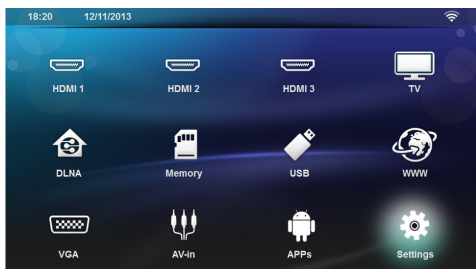 18:20 12/11/2013
HDMI 1 HDMI 2 HDMI 3 TV
DLNA Memory USB WWW
VGA AV-in APPs Settings